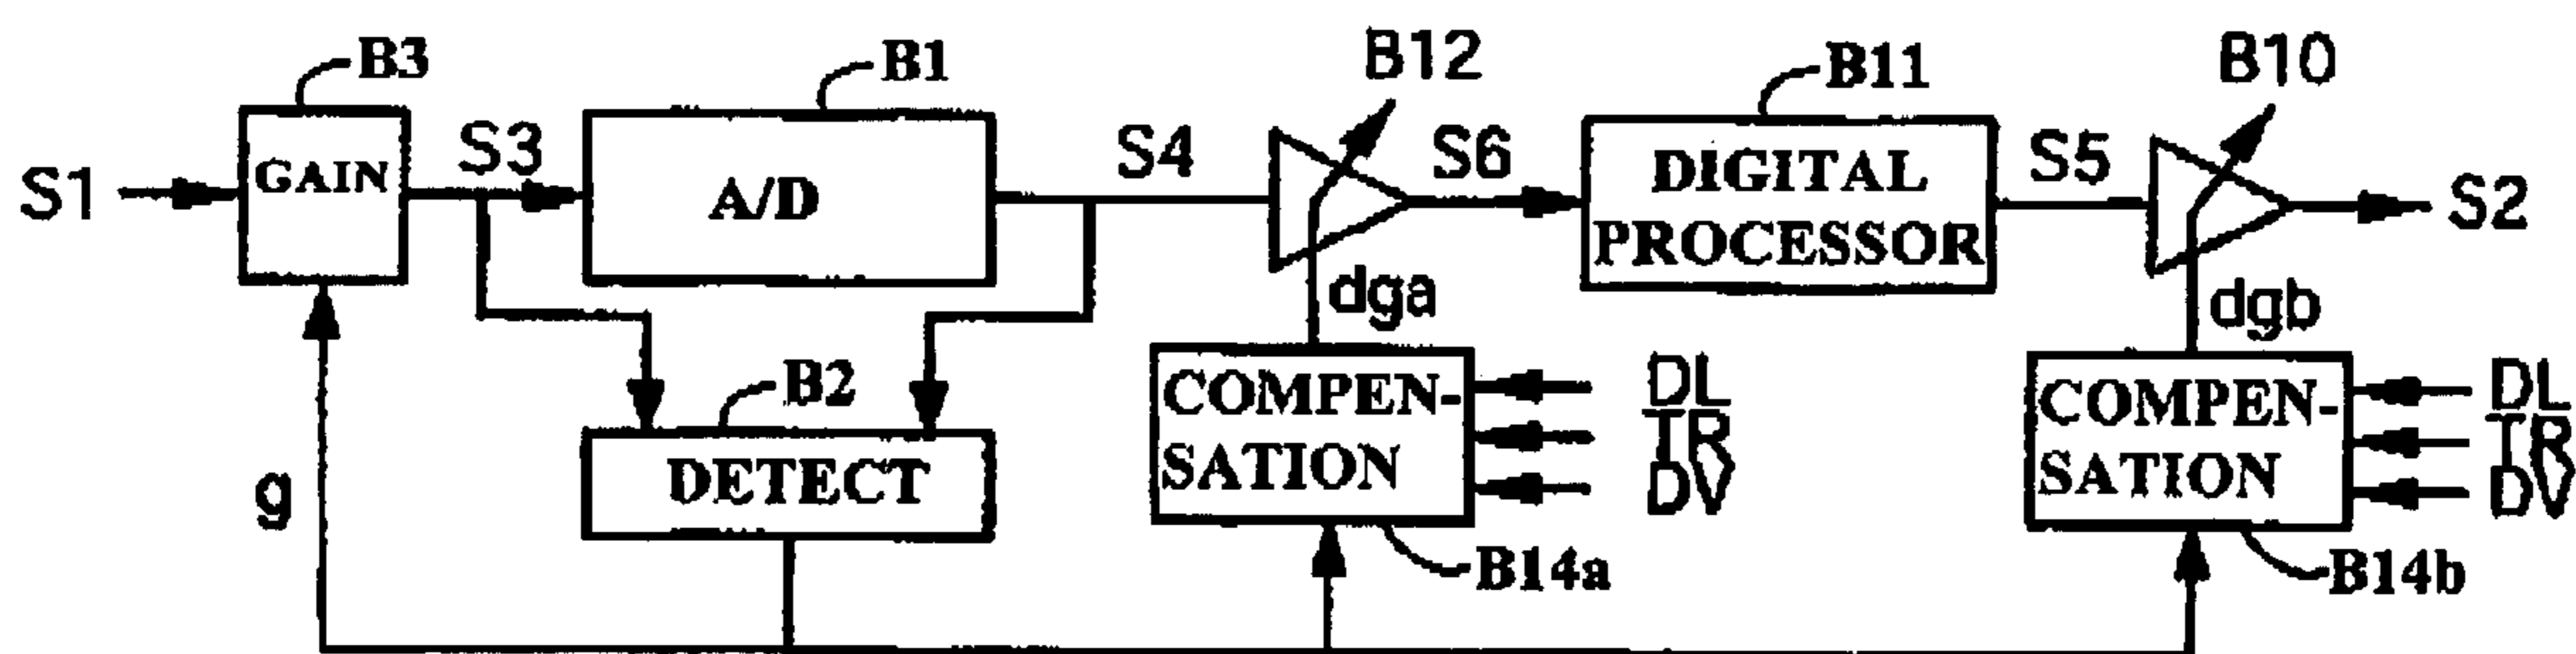 B3
B1
B12
B11
B10
S1
GAIN
S3
A/D
S4
S6
DIGITAL
PROCESSOR
S5
S2
dga
dgb
B2
DETECT
g
COMPEN-
SATION
DL
TR
DV
B14a
COMPEN-
SATION
DL
TR
DV
B14b